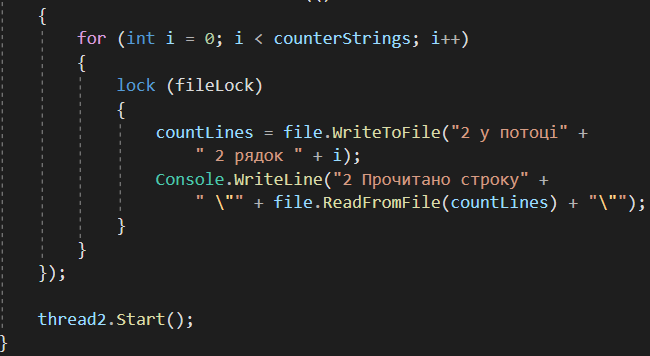 {
for (int i = 0; i < counterStrings; i++)
{
lock (fileLock)
{
countLines = file.WriteToFile("2 у потоці" +
" 2 рядок " + i);
Console.WriteLine("2 Прочитано строку" +
" \"" + file.ReadFromFile(countLines) + "\"");
}
}
});
thread2.Start();
}